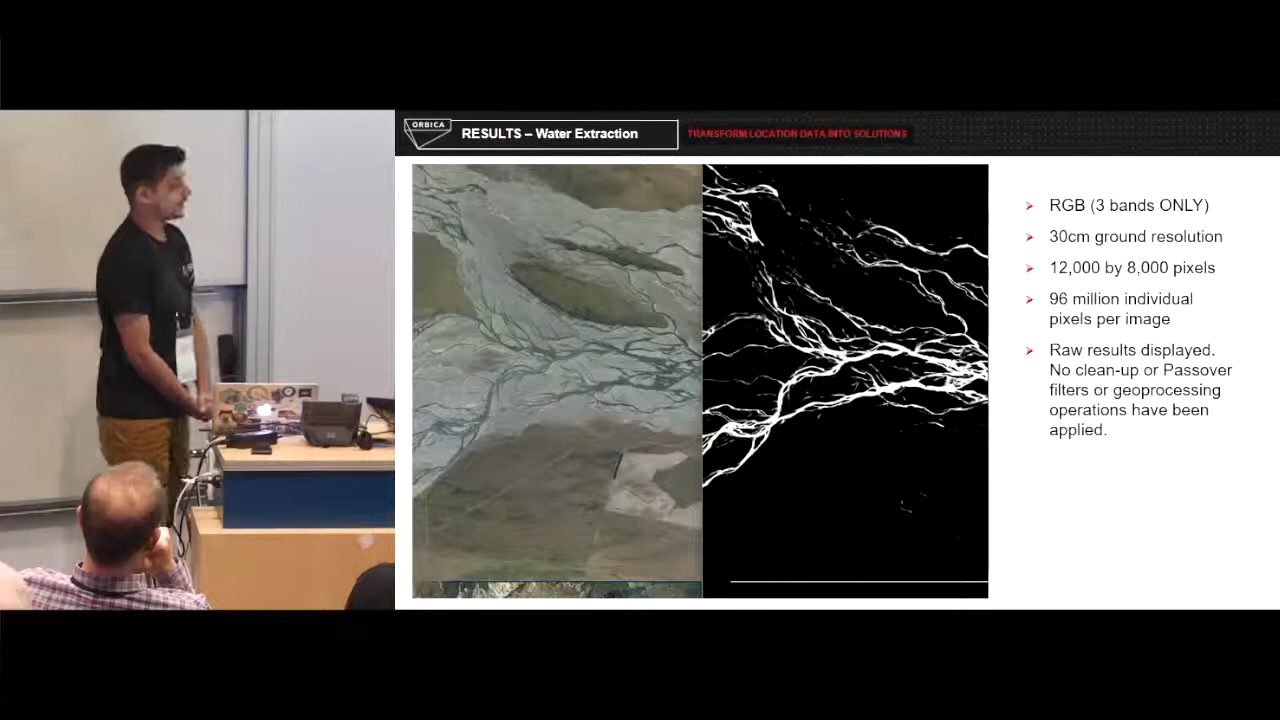 ORBICA
RESULTS – Water Extraction
TRANSFORM LOCATION DATA INTO SOLUTIONS
RGB (3 bands ONLY)
30cm ground resolution
12,000 by 8,000 pixels
96 million individual
pixels per image
Raw results displayed.
No clean-up or Passover
filters or geoprocessing
operations have been
applied.